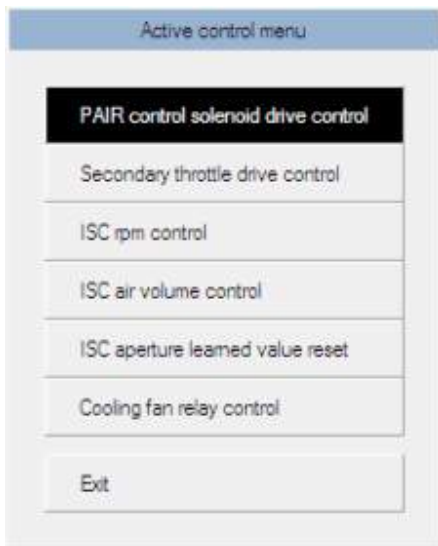 Active control menu
PAIR control solenoid drive control
Secondary throttle drive control
ISC rpm control
ISC air volume control
ISC aperture learned value reset
Cooling fan relay control
Exit